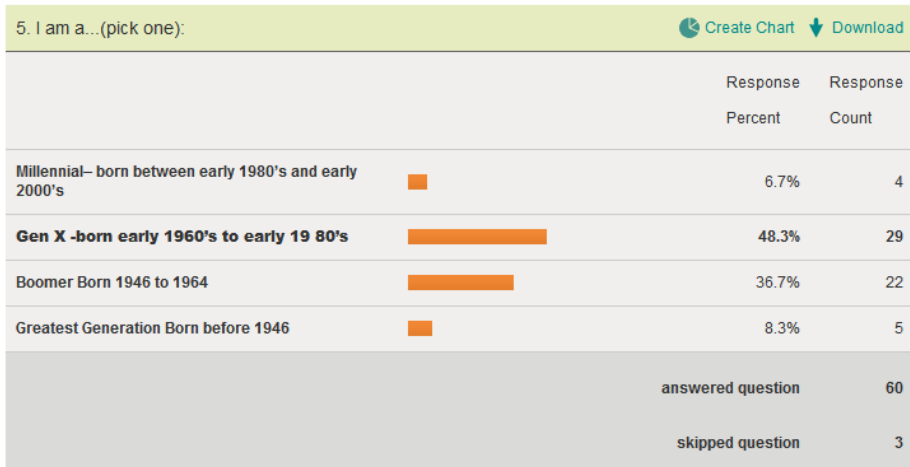 5. I am a...(pick one): Create Chart Download
Response Response
Percent Count
Millennial– born between early 1980's and early
2000's 6.7% 4
Gen X -born early 1960's to early 19 80's 48.3% 29
Boomer Born 1946 to 1964 36.7% 22
Greatest Generation Born before 1946 8.3% 5
answered question 60
skipped question 3